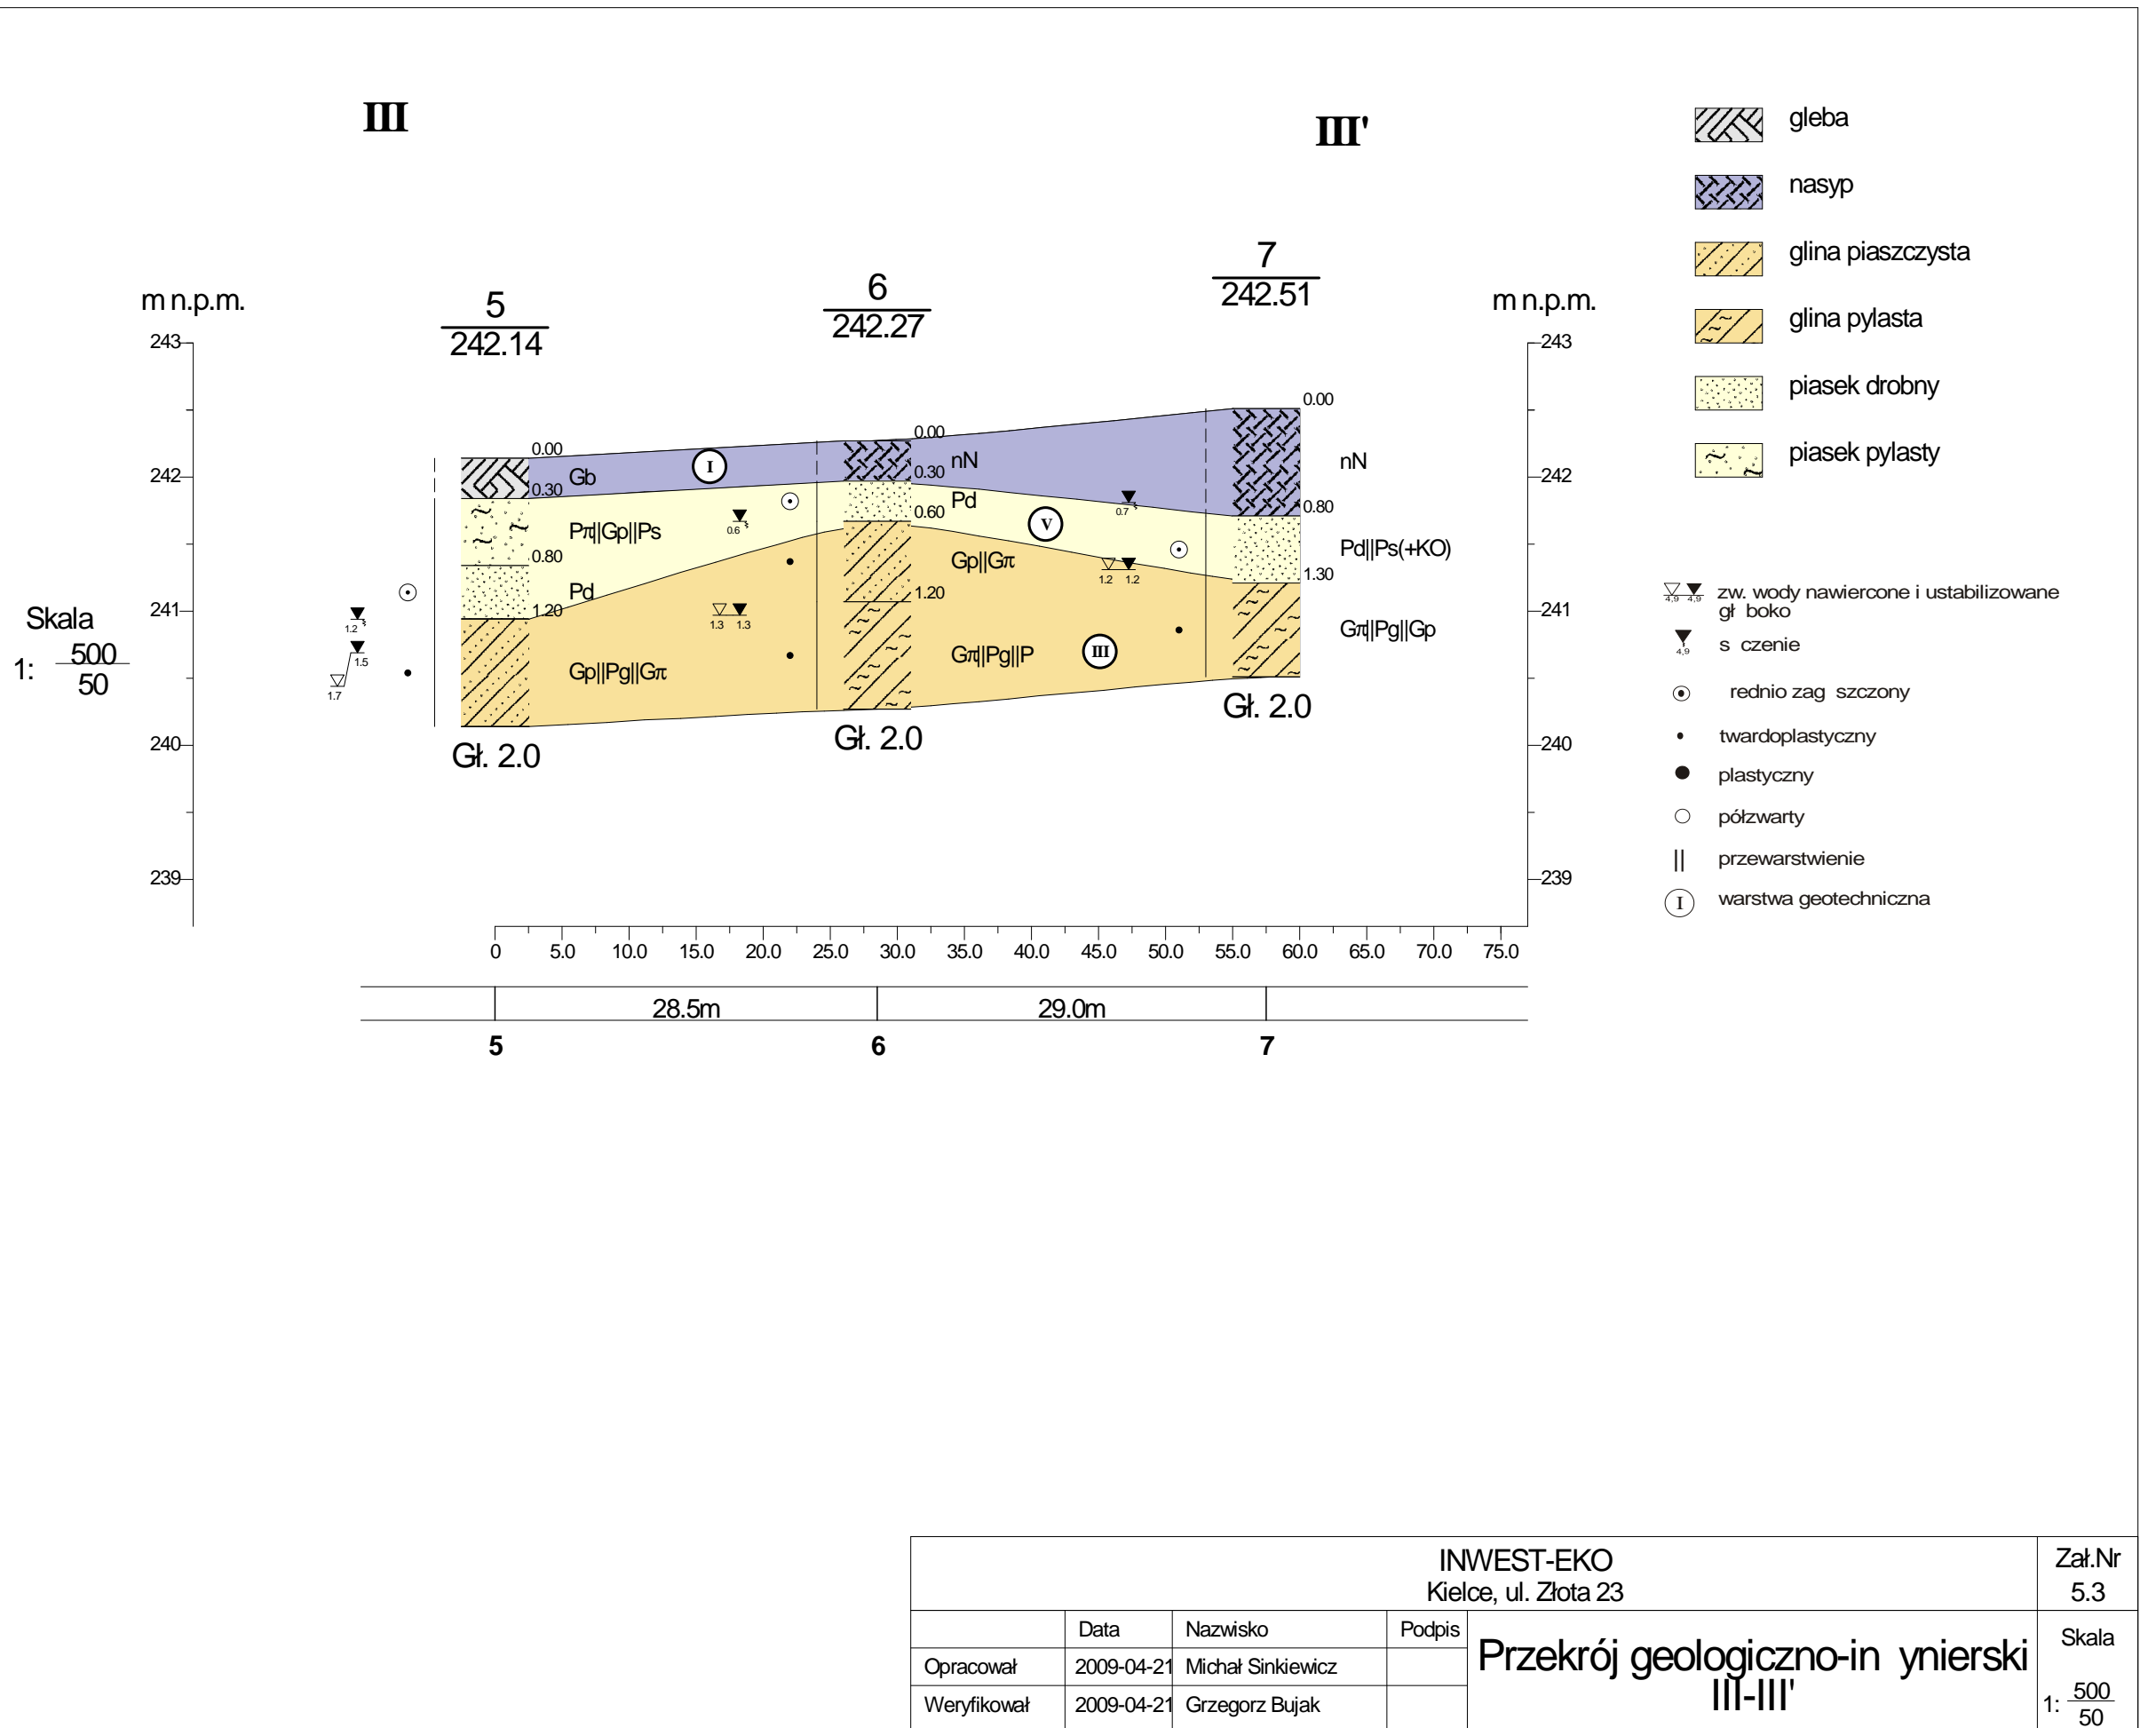 III
III'
gleba
nasyp
glina piaszczysta
glina pylasta
piasek drobny
piasek pylasty
zw. wody nawiercone i ustabilizowane
gł boko
4,9 4,9
s czenie
4,9
rednio zag szczony
twardoplastyczny
plastyczny
półzwarty
|| przewarstwienie
I warstwa geotechniczna
m n.p.m.
5
242.14
6
242.27
7
242.51
m n.p.m.
243
242
241
240
239
243
242
241
240
239
Skala
1: 500
50
0.00
Gb
0.30
Pπ||Gp||Ps
0.80
Pd
1.20
Gp||Pg||Gπ
Gł. 2.0
1.2
1.5
1.7
I
0.6
1.3 1.3
0.00
nN
0.30
Pd
0.60
Gp||Gπ
1.20
Gπ||Pg||P
Gł. 2.0
V
III
0.7
1.2 1.2
0.00
nN
0.80
Pd||Ps(+KO)
1.30
Gπ||Pg||Gp
Gł. 2.0
0 5.0 10.0 15.0 20.0 25.0 30.0 35.0 40.0 45.0 50.0 55.0 60.0 65.0 70.0 75.0
28.5m 29.0m
5 6 7
INWEST-EKO
Kielce, ul. Złota 23
Zał.Nr
5.3
Data Nazwisko Podpis
Opracował 2009-04-21 Michał Sinkiewicz
Weryfikował 2009-04-21 Grzegorz Bujak
Przekrój geologiczno-in ynierski
III-III'
Skala
1: 500
50